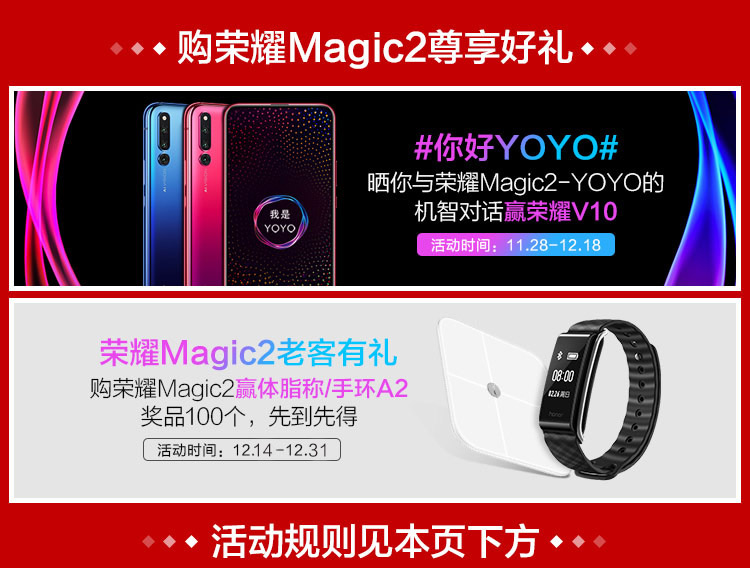 购荣耀Magic2尊享好礼
#你好YOYO#
晒你与荣耀Magic2-YOYO的
机智对话赢荣耀V10
活动时间：11.28-12.18
我是
YOYO
荣耀Magic2老客有礼
购荣耀Magic2赢体脂称/手环A2
奖品100个，先到先得
活动时间：12.14-12.31
08:00
02.26 周日
honor
活动规则见本页下方